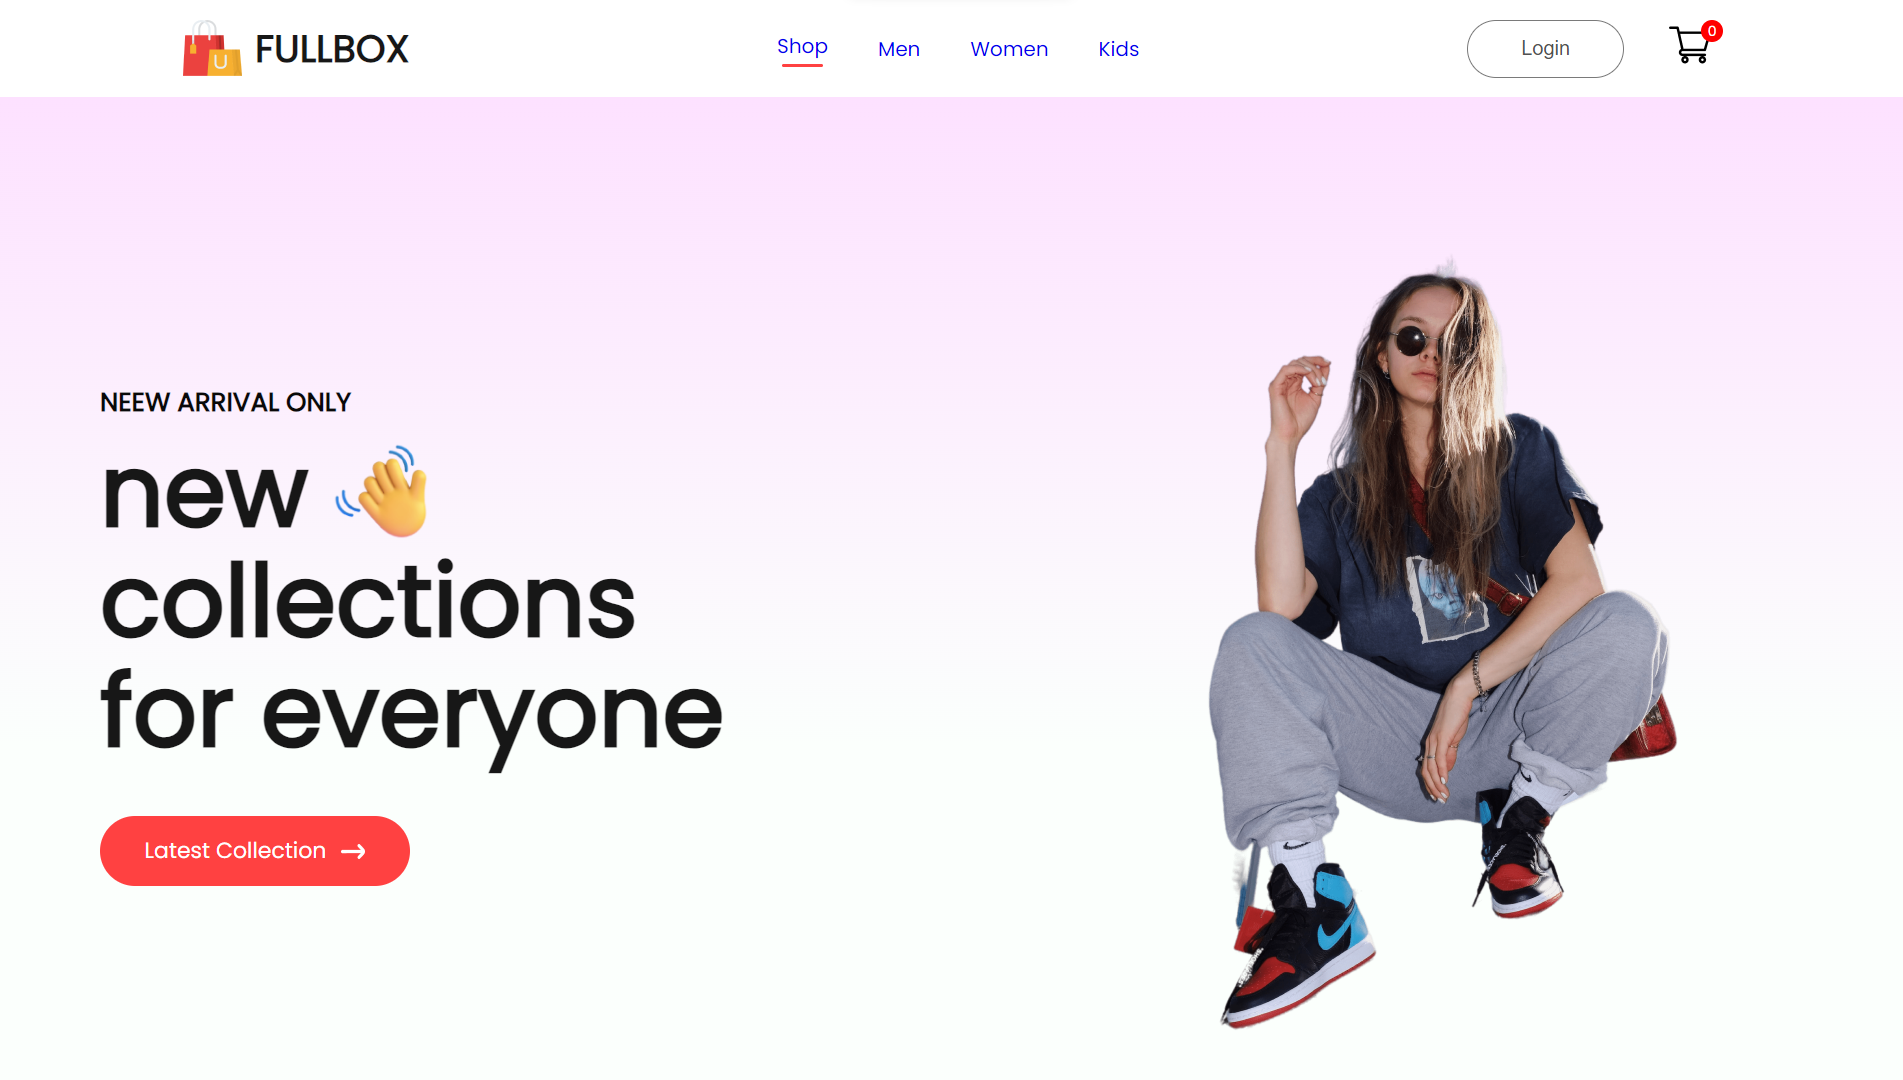 FULLBOX
Shop
Men
Women
Kids
Login
0
U
NEEW ARRIVAL ONLY
new 👋
collections
for everyone
Latest Collection →